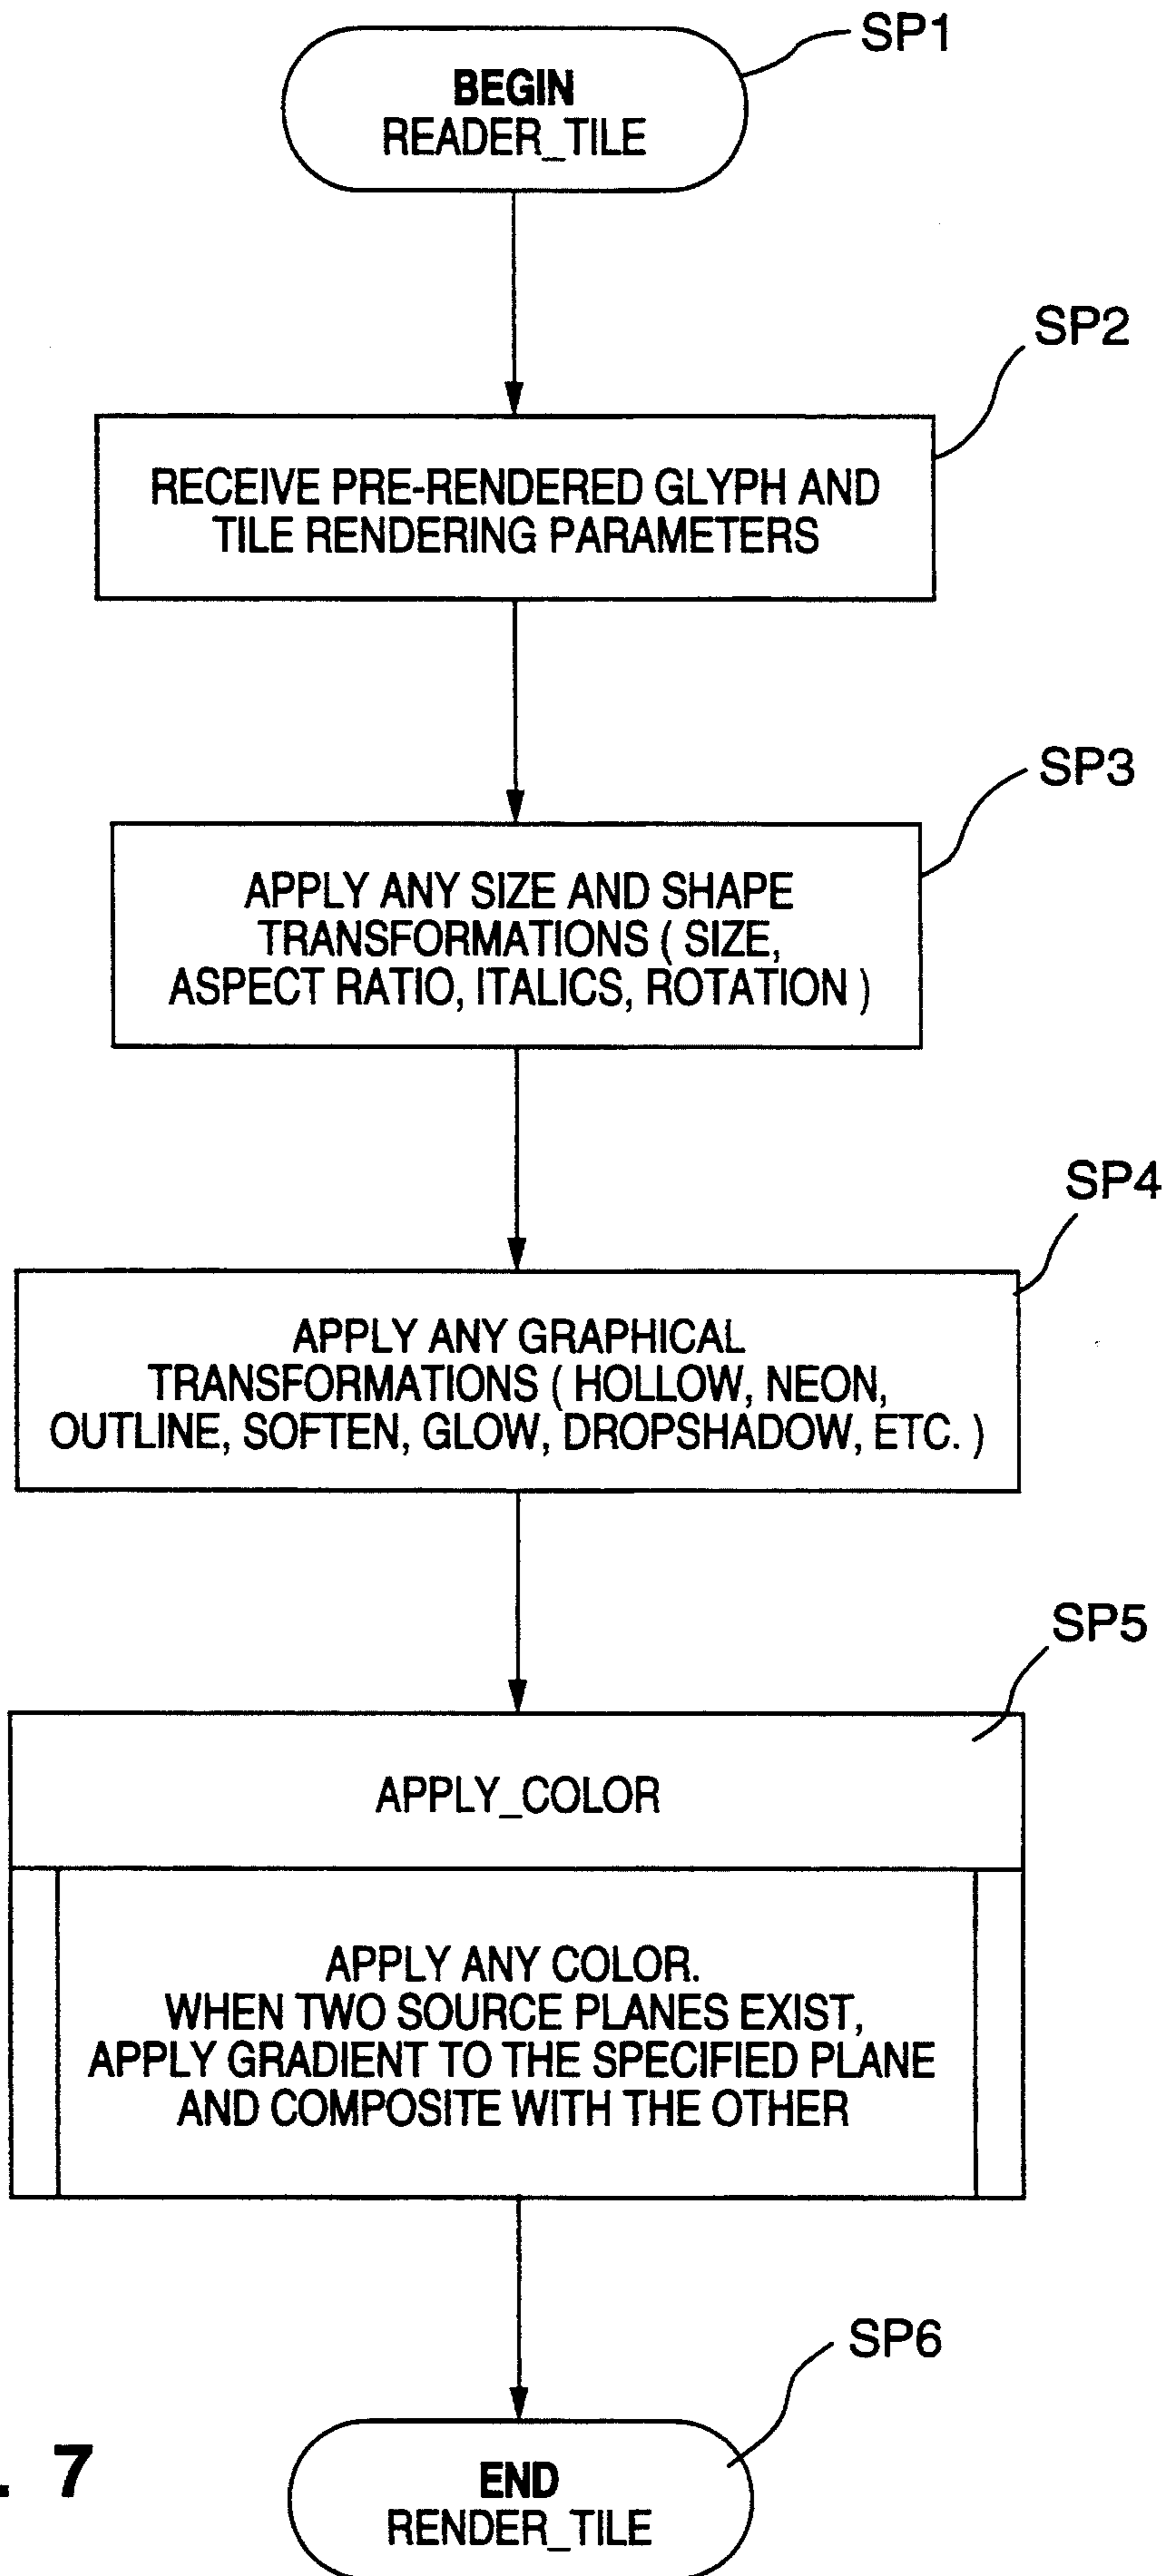 SP1
BEGIN
READER_TILE
SP2
RECEIVE PRE-RENDERED GLYPH AND
TILE RENDERING PARAMETERS
SP3
APPLY ANY SIZE AND SHAPE
TRANSFORMATIONS ( SIZE,
ASPECT RATIO, ITALICS, ROTATION )
SP4
APPLY ANY GRAPHICAL
TRANSFORMATIONS ( HOLLOW, NEON,
OUTLINE, SOFTEN, GLOW, DROPSHADOW, ETC. )
SP5
APPLY_COLOR
APPLY ANY COLOR.
WHEN TWO SOURCE PLANES EXIST,
APPLY GRADIENT TO THE SPECIFIED PLANE
AND COMPOSITE WITH THE OTHER
SP6
END
RENDER_TILE
. 7